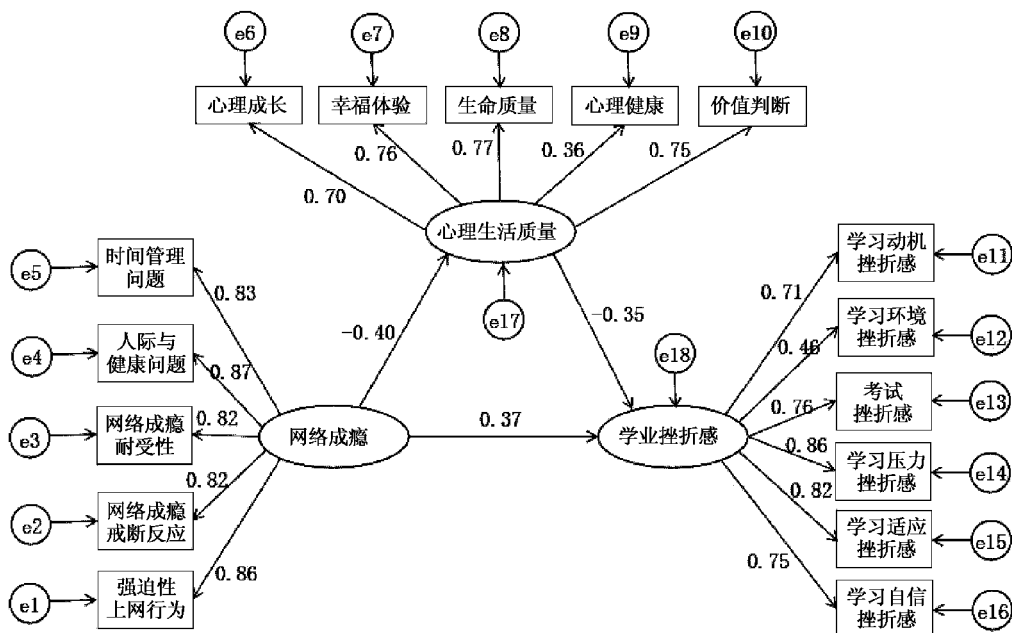 e6
e7
e8
e9
e10
心理成长
幸福体验
生命质量
心理健康
价值判断
0.70
0.76
0.77
0.36
0.75
心理生活质量
e17
-0.40
-0.35
e5
时间管理
问题
0.83
e4
人际与
健康问题
0.87
e3
网络成瘾
耐受性
0.82
e2
网络成瘾
戒断反应
0.82
e1
强迫性
上网行为
0.86
网络成瘾
0.37
e18
学业挫折感
0.71
学习动机
挫折感
e11
0.46
学习环境
挫折感
e12
0.76
考试
挫折感
e13
0.86
学习压力
挫折感
e14
0.82
学习适应
挫折感
e15
0.75
学习自信
挫折感
e16